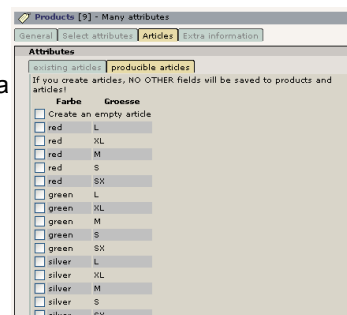 Products [9] - Many attributes
General Select attributes Articles Extra information
Attributes
existing articles producible articles
a
If you create articles, NO OTHER fields will be saved to products and
articles!
Farbe Groesse
Create an empty article
red L
red XL
red M
red S
red SX
green L
green XL
green M
green S
green SX
silver L
silver XL
silver M
silver S
silver SX